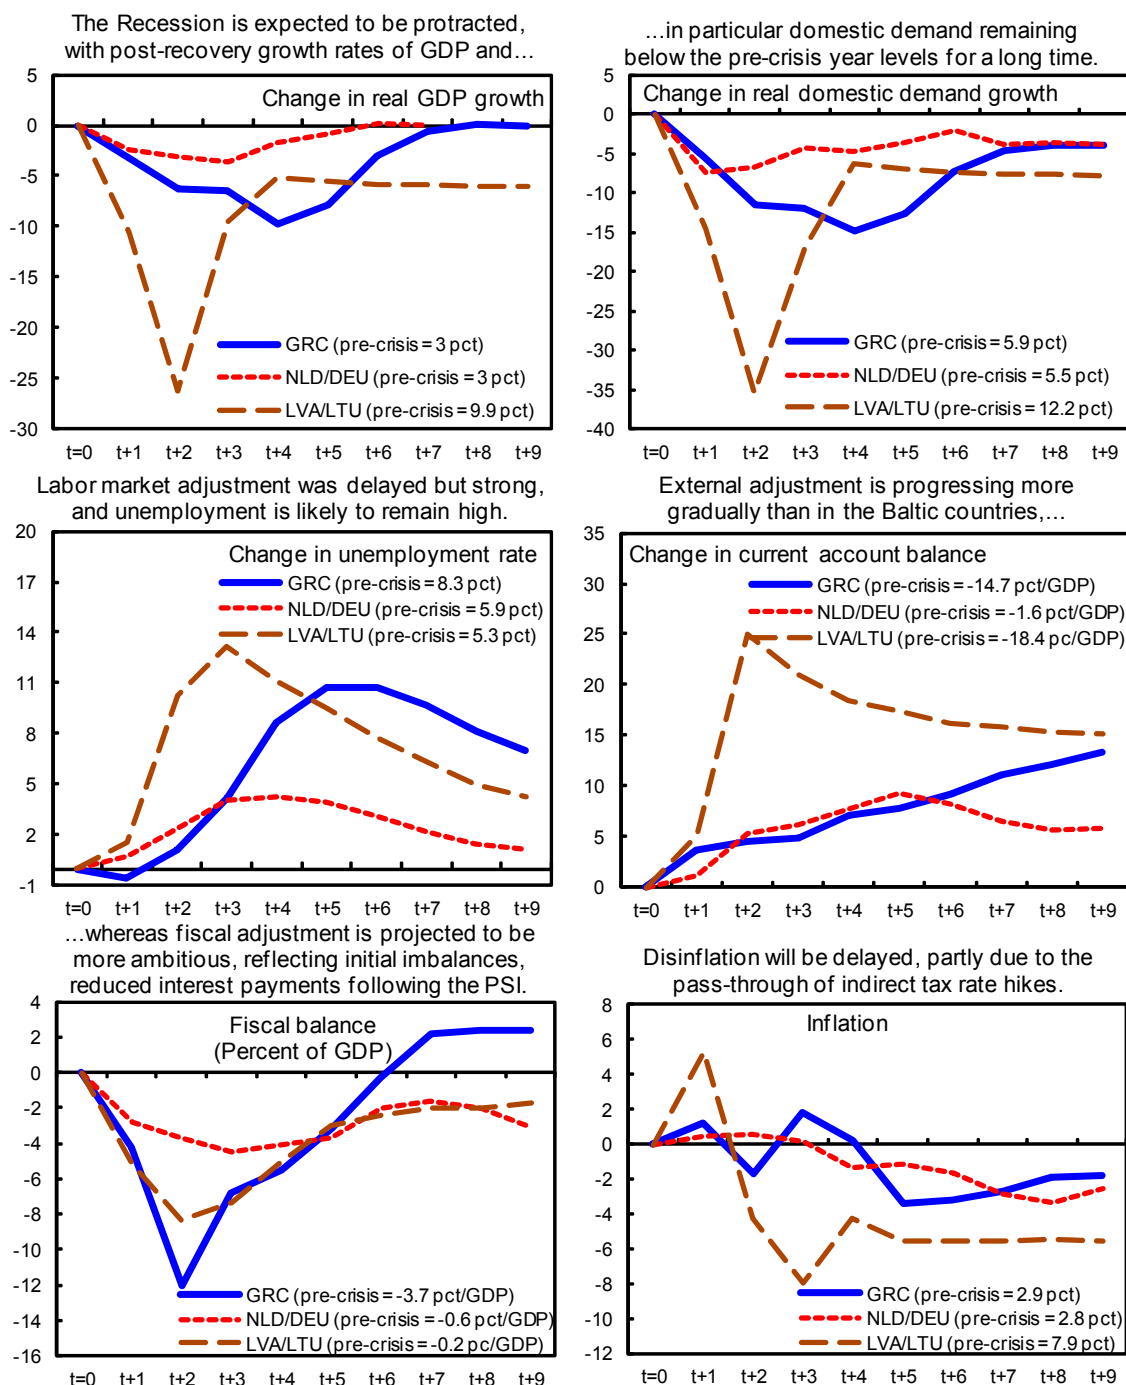 The Recession is expected to be protracted,
with post-recovery growth rates of GDP and...
5
0
-5
-10
-15
-20
-25
-30
Change in real GDP growth
GRC (pre-crisis = 3 pct)
NLD/DEU (pre-crisis = 3 pct)
LVA/LTU (pre-crisis = 9.9 pct)
t=0 t+1 t+2 t+3 t+4 t+5 t+6 t+7 t+8 t+9
...in particular domestic demand remaining
below the pre-crisis year levels for a long time.
5
0
-5
-10
-15
-20
-25
-30
-35
-40
Change in real domestic demand growth
GRC (pre-crisis = 5.9 pct)
NLD/DEU (pre-crisis = 5.5 pct)
LVA/LTU (pre-crisis = 12.2 pct)
t=0 t+1 t+2 t+3 t+4 t+5 t+6 t+7 t+8 t+9
Labor market adjustment was delayed but strong,
and unemployment is likely to remain high.
20
17
14
11
8
5
2
-1
Change in unemployment rate
GRC (pre-crisis = 8.3 pct)
NLD/DEU (pre-crisis = 5.9 pct)
LVA/LTU (pre-crisis = 5.3 pct)
t=0 t+1 t+2 t+3 t+4 t+5 t+6 t+7 t+8 t+9
External adjustment is progressing more
gradually than in the Baltic countries,...
35
30
25
20
15
10
5
0
Change in current account balance
GRC (pre-crisis = -14.7 pct/GDP)
NLD/DEU (pre-crisis = -1.6 pct/GDP)
LVA/LTU (pre-crisis = -18.4 pc/GDP)
t=0 t+1 t+2 t+3 t+4 t+5 t+6 t+7 t+8 t+9
...whereas fiscal adjustment is projected to be
more ambitious, reflecting initial imbalances,
reduced interest payments following the PSI.
4
2
0
-2
-4
-6
-8
-10
-12
-14
-16
Fiscal balance
(Percent of GDP)
GRC (pre-crisis = -3.7 pct/GDP)
NLD/DEU (pre-crisis = -0.6 pct/GDP)
LVA/LTU (pre-crisis = -0.2 pc/GDP)
t=0 t+1 t+2 t+3 t+4 t+5 t+6 t+7 t+8 t+9
Disinflation will be delayed, partly due to the
pass-through of indirect tax rate hikes.
8
6
4
2
0
-2
-4
-6
-8
-10
-12
Inflation
GRC (pre-crisis = 2.9 pct)
NLD/DEU (pre-crisis = 2.8 pct)
LVA/LTU (pre-crisis = 7.9 pct)
t=0 t+1 t+2 t+3 t+4 t+5 t+6 t+7 t+8 t+9